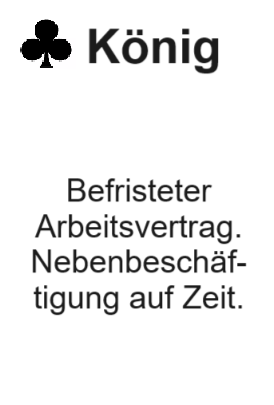 ♣ König
Befristeter
Arbeitsvertrag.
Nebenbeschäf-
tigung auf Zeit.